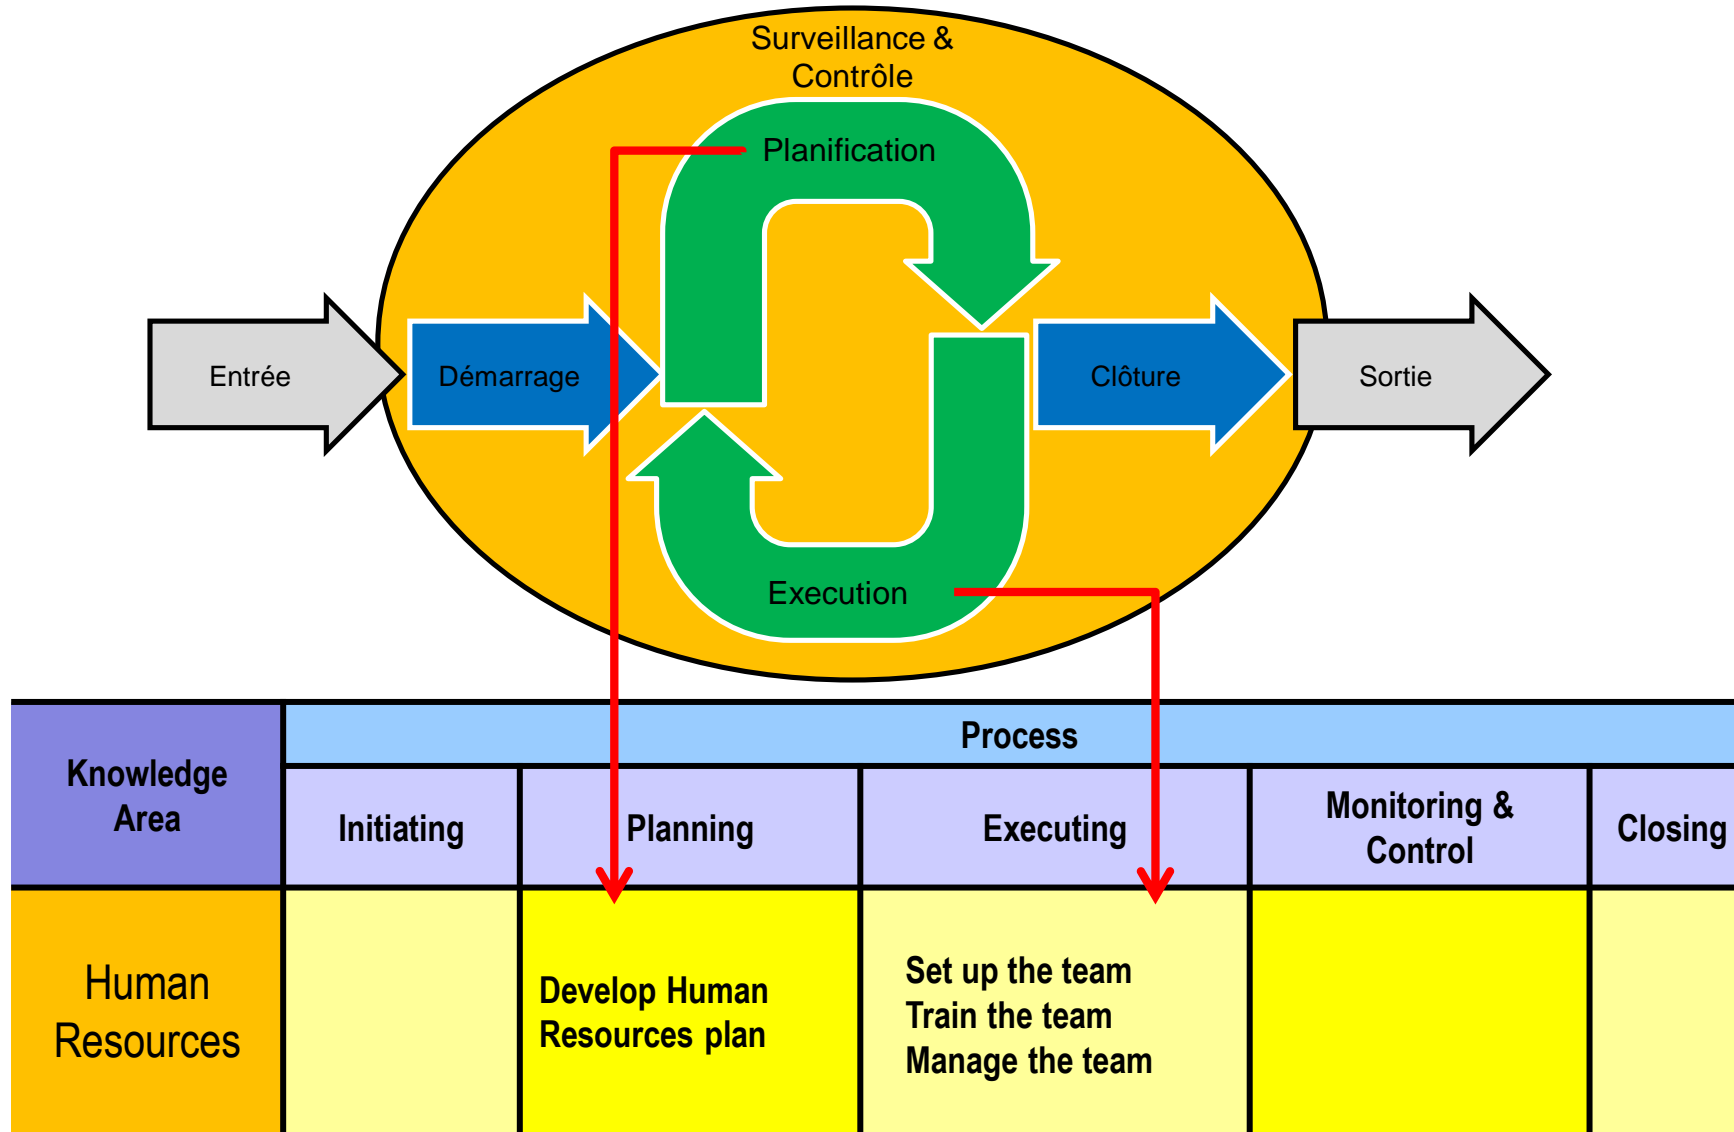 Surveillance &
Contrôle
Planification
Entrée
Démarrage
Clôture
Sortie
Execution
Knowledge
Area
Process
Initiating
Planning
Executing
Monitoring &
Control
Closing
Human
Resources
Develop Human
Resources plan
Set up the team
Train the team
Manage the team